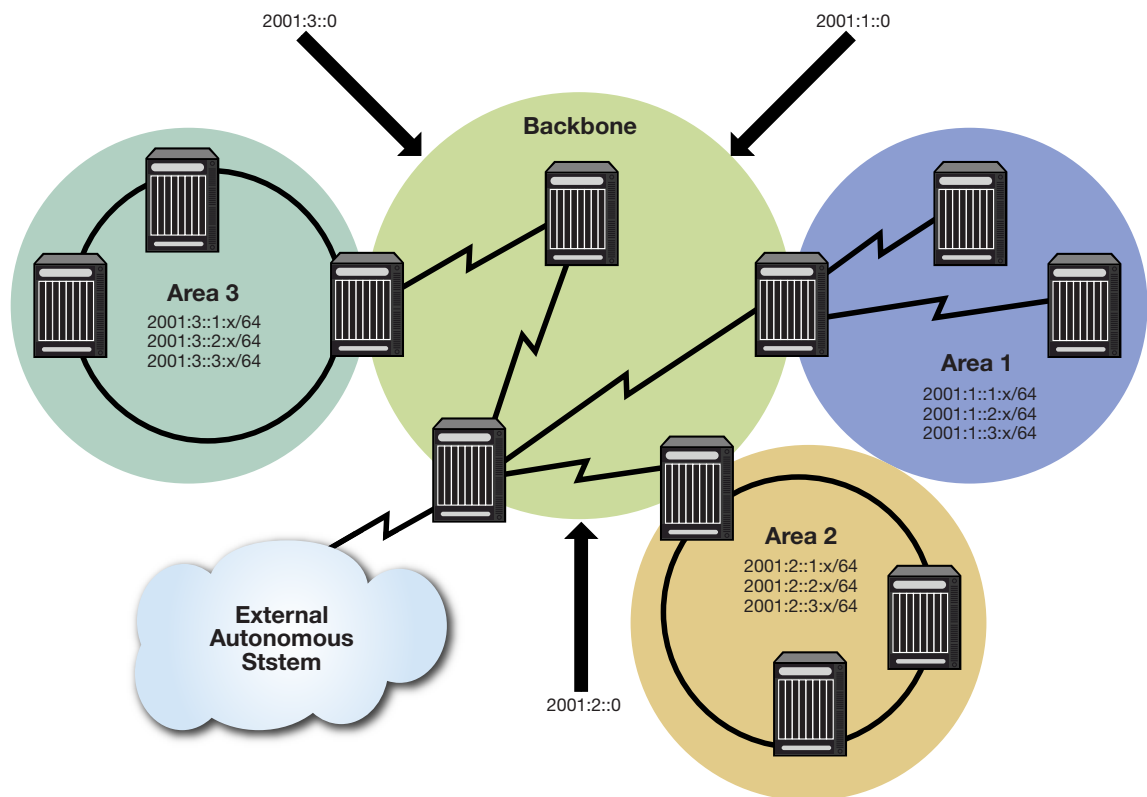 2001:3::0
2001:1::0
Backbone
Area 3
2001:3::1:x/64
2001:3::2:x/64
2001:3::3:x/64
Area 1
2001:1::1:x/64
2001:1::2:x/64
2001:1::3:x/64
Area 2
2001:2::1:x/64
2001:2::2:x/64
2001:2::3:x/64
External
Autonomous
Ststem
2001:2::0